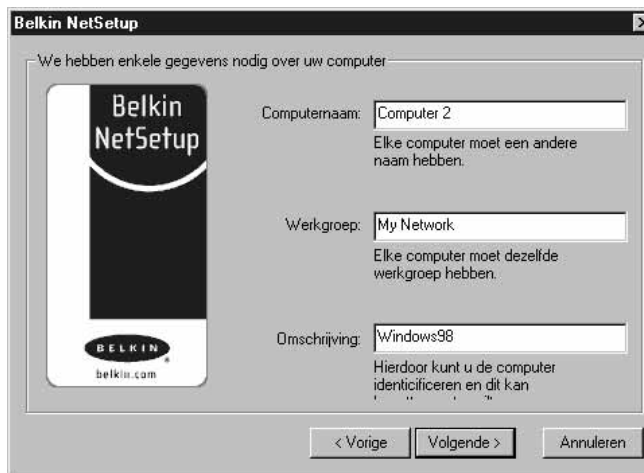 Belkin NetSetup
We hebben enkele gegevens nodig over uw computer
Belkin
NetSetup
BELKIN
®
belkin.com
Computernaam: Computer 2
Elke computer moet een andere
naam hebben.
Werkgroep: My Network
Elke computer moet dezelfde
werkgroep hebben.
Omschrijving: Windows98
Hierdoor kunt u de computer
identicificeren en dit kan
< Vorige Volgende > Annuleren